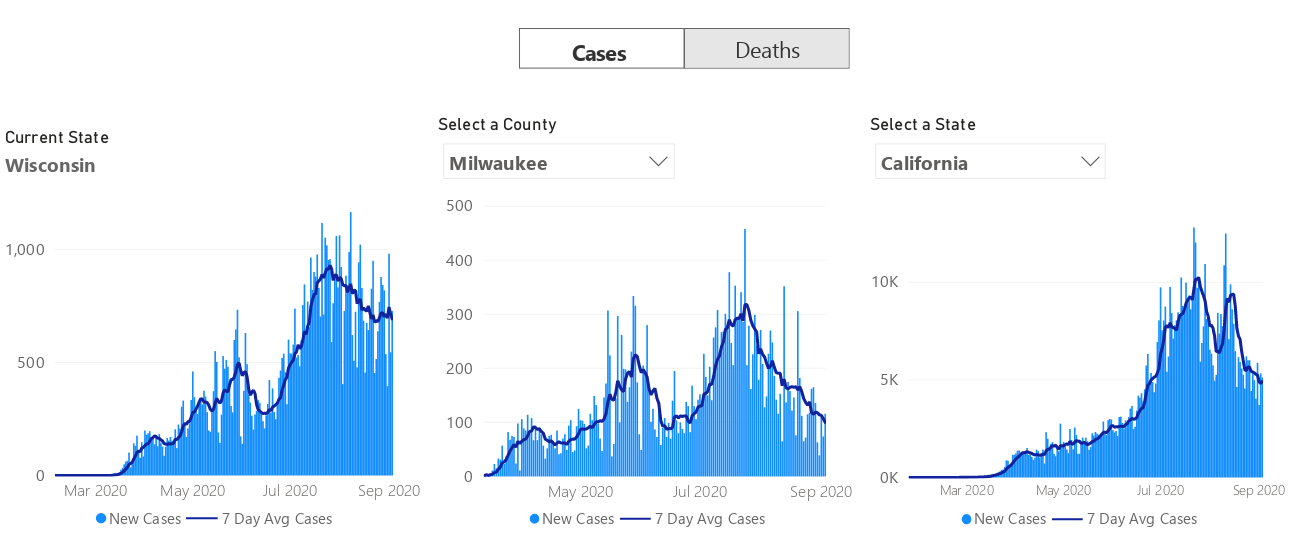 Cases
Deaths
Current State
Wisconsin
1,000
500
0
Mar 2020
May 2020
Jul 2020
Sep 2020
New Cases
7 Day Avg Cases
Select a County
Milwaukee
500
400
300
200
100
0
May 2020
Jul 2020
Sep 2020
New Cases
7 Day Avg Cases
Select a State
California
10K
5K
0K
Mar 2020
May 2020
Jul 2020
Sep 2020
New Cases
7 Day Avg Cases